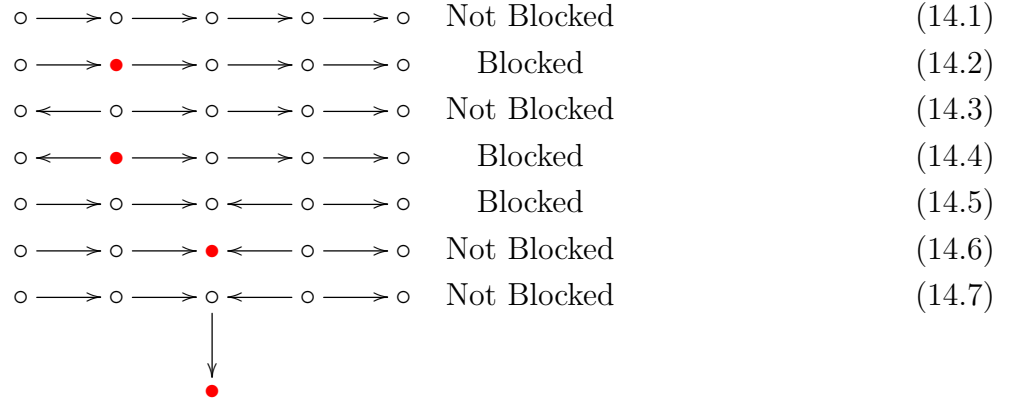 Not Blocked (14.1)
Blocked (14.2)
Not Blocked (14.3)
Blocked (14.4)
Blocked (14.5)
Not Blocked (14.6)
Not Blocked (14.7)